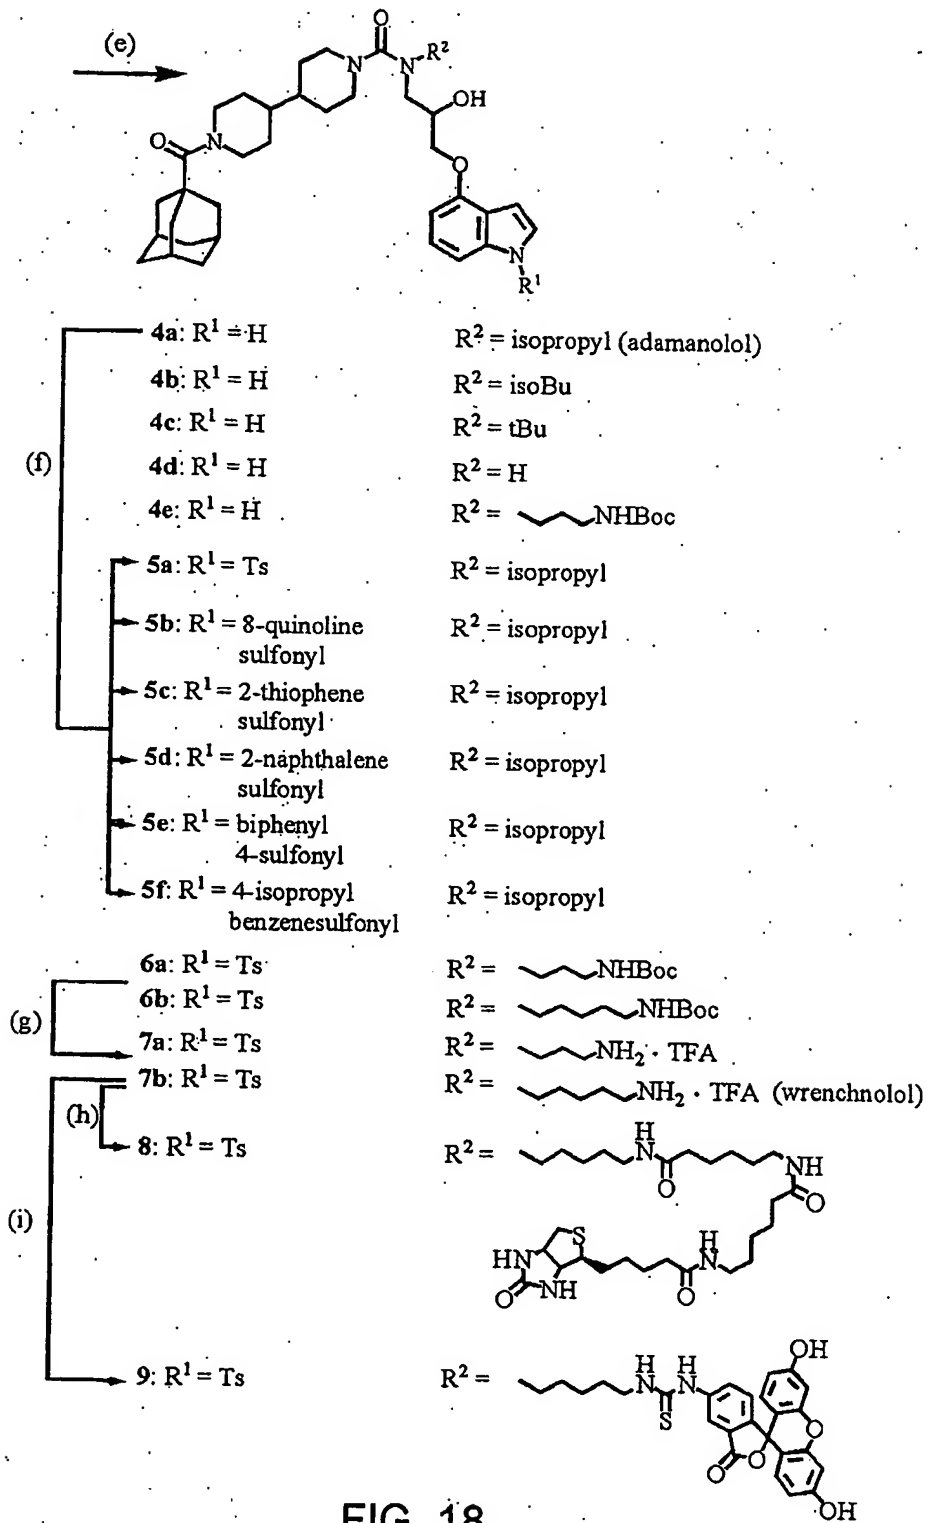 (e)
O
N N R²
OH
O N
O
N
R¹
4a: R¹ = H R² = isopropyl (adamanolol)
4b: R¹ = H R² = isoBu
4c: R¹ = H R² = tBu
(f)
4d: R¹ = H R² = H
4e: R¹ = H R² = NHBoc
5a: R¹ = Ts R² = isopropyl
5b: R¹ = 8-quinoline R² = isopropyl
sulfonyl
5c: R¹ = 2-thiophene R² = isopropyl
sulfonyl
5d: R¹ = 2-naphthalene R² = isopropyl
sulfonyl
5e: R¹ = biphenyl R² = isopropyl
4-sulfonyl
5f: R¹ = 4-isopropyl R² = isopropyl
benzenesulfonyl
6a: R¹ = Ts R² = NHBoc
6b: R¹ = Ts R² = NHBoc
(g)
7a: R¹ = Ts R² = NH₂ · TFA
7b: R¹ = Ts R² = NH₂ · TFA (wrenchnolol)
(h)
8: R¹ = Ts R² = H N O NH O
(i)
HN S H N O
O NH
9: R¹ = Ts R² = H N H N S OH
O O O
OH
FIG. 18